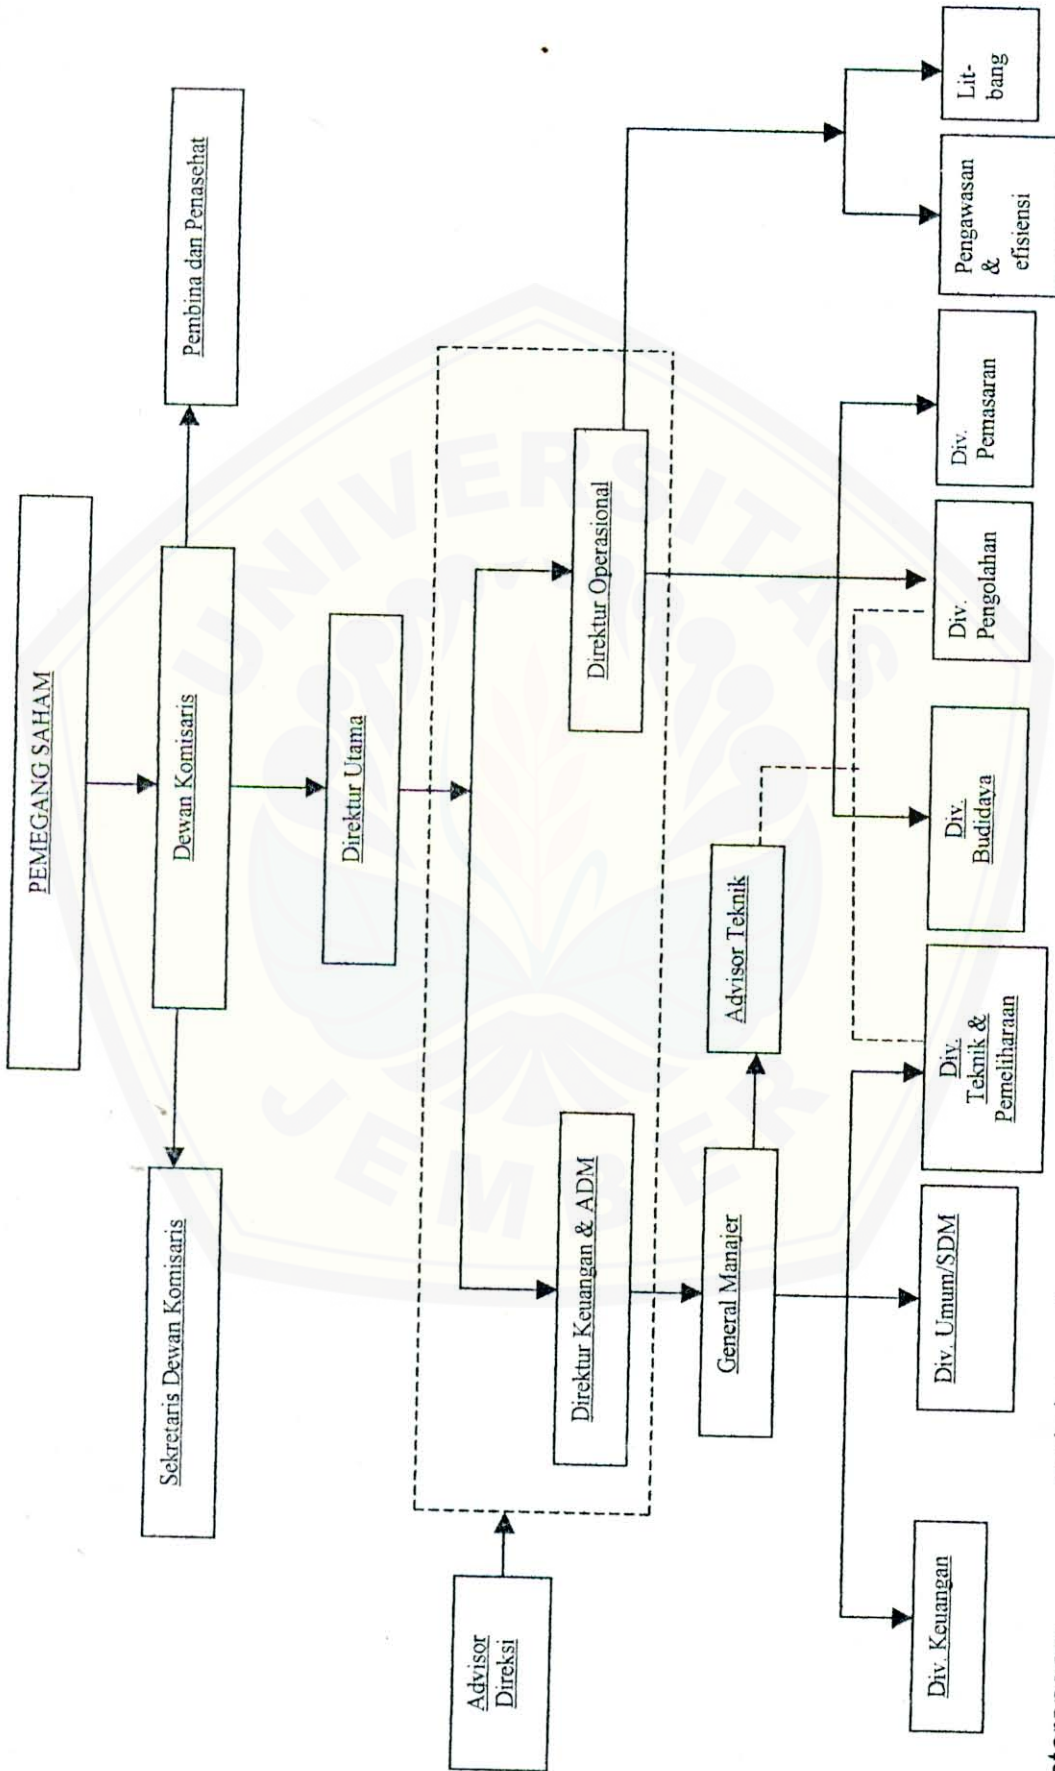 PEMEGANG SAHAM
Sekretaris Dewan Komisaris
Dewan Komisaris
Pembina dan Penasehat
Direktur Utama
Advisor
Direksi
Direktur Keuangan & ADM
Direktur Operasional
General Manajer
Advisor Teknik
Div. Keuangan
Div. Umum/SDM
Div.
Teknik &
Pemeliharaan
Div.
Budidaya
Div.
Pengolahan
Div.
Pemasaran
Pengawasan
&
efisiensi
Lit-
bang
UNIVERSITAS
JEMBER